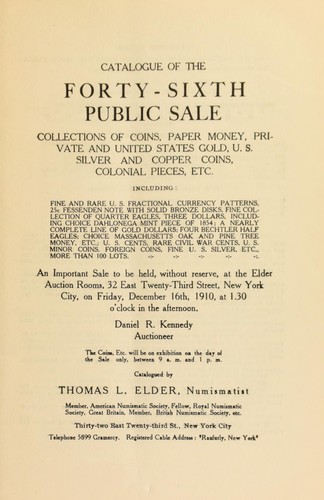 CATALOGUE OF THE
FORTY-SIXTH
PUBLIC SALE
COLLECTIONS OF COINS, PAPER MONEY, PRI-
VATE AND UNITED STATES GOLD, U. S.
SILVER AND COPPER COINS,
COLONIAL PIECES, ETC.
INCLUDING:
FINE AND RARE U. S. FRACTIONAL CURRENCY PATTERNS,
25c FESSENDEN NOTE WITH SOLID BRONZE DISKS, FINE COL-
LECTION OF QUARTER EAGLES, THREE DOLLARS, INCLUD-
ING CHOICE DAHLONEGA MINT PIECE OF 1854; A NEARLY
COMPLETE LINE OF GOLD DOLLARS; FOUR BECHTLER HALF
EAGLES; CHOICE MASSACHUSETTS OAK AND PINE TREE
MONEY, ETC.; U. S. CENTS, RARE CIVIL WAR CENTS, U. S.
MINOR COINS, FOREIGN COINS, FINE U. S. SILVER, ETC.,
MORE THAN 100 LOTS. -:- -:- -:- -:- -:-
An Important Sale to be held, without reserve, at the Elder
Auction Rooms, 32 East Twenty-Third Street, New York
City, on Friday, December 16th, 1910, at 1.30
o'clock in the afternoon.
Daniel R. Kennedy
Auctioneer
The Coins, Etc. will be on exhibition on the day of
the Sale only, between 9 a. m. and 1 p. m.
Catalogued by
THOMAS L. ELDER, Numismatist
Member, American Numismatic Society, Fellow, Royal Numismatic
Society, Great Britain, Member, British Numismatic Society, etc.
Thirty-two East Twenty-third St., New York City
Telephone 5899 Gramercy. Registered Cable Address: "Ranferly, New York"